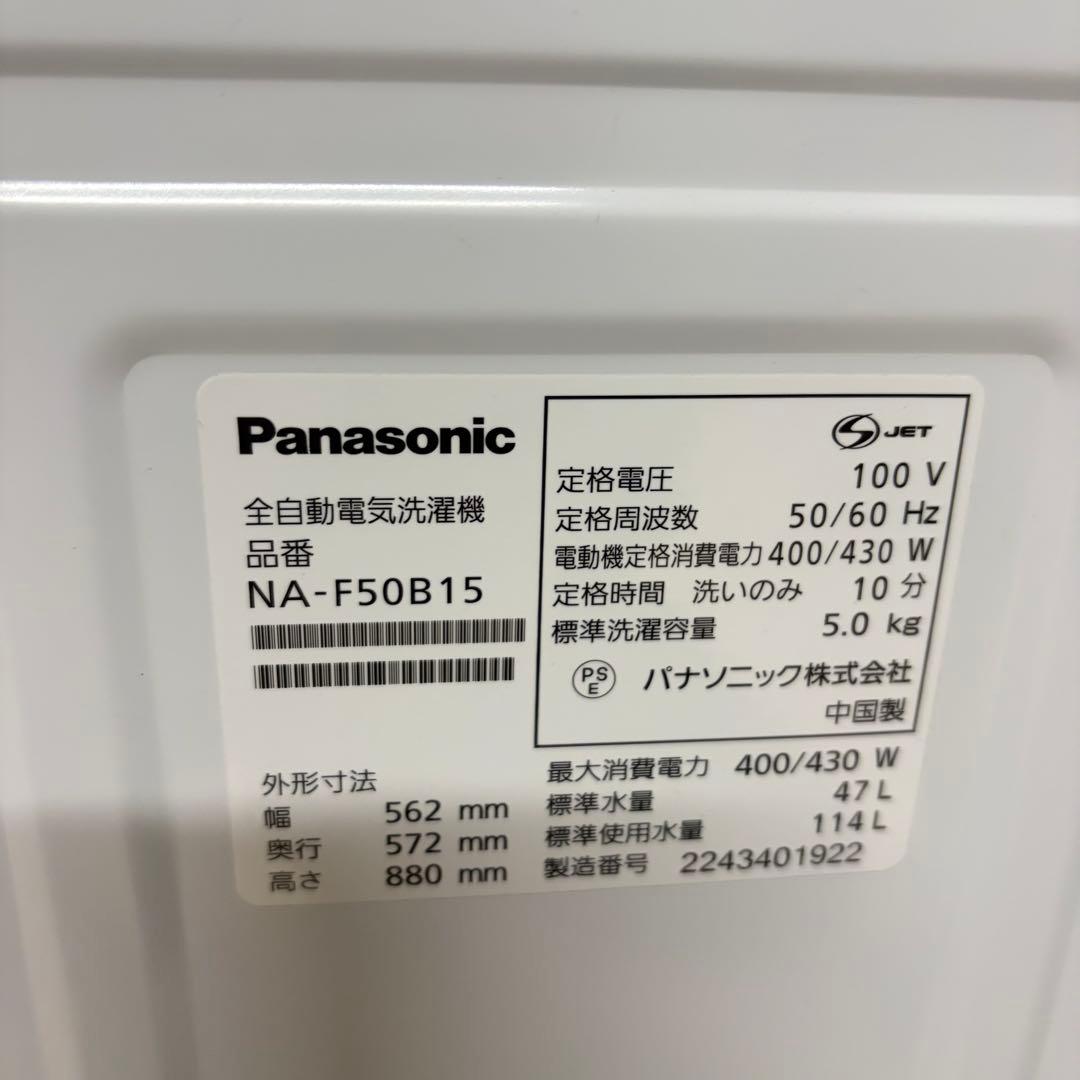 Panasonic
全自動電気洗濯機
品番
NA-F50B15
外形寸法
幅 562 mm
奥行 572 mm
高さ 880 mm
JET
定格電圧 100 V
定格周波数 50/60 Hz
電動機定格消費電力 400/430 W
定格時間 洗いのみ 10 分
標準洗濯容量 5.0 kg
PS
E
パナソニック株式会社
中国製
最大消費電力 400/430 W
標準水量 47 L
標準使用水量 114 L
製造番号 2243401922